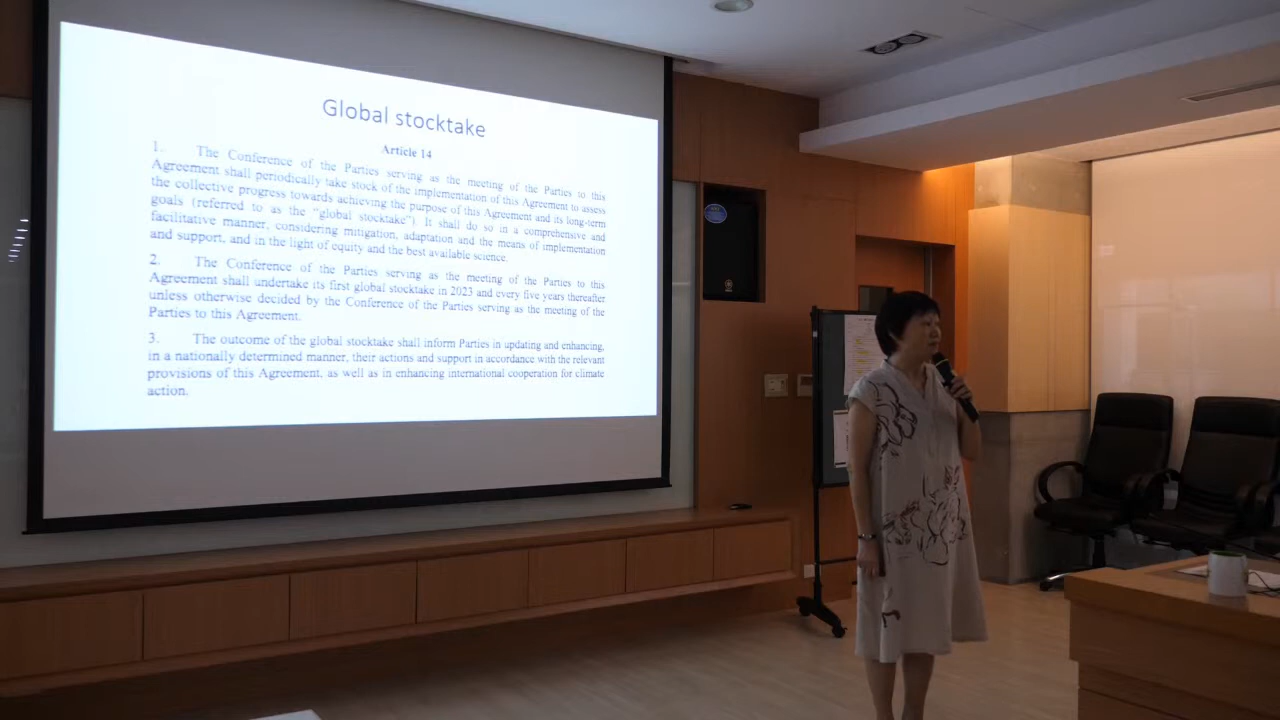 Global stocktake
Article 14
1. The Conference of the Parties serving as the meeting of the Parties to this
Agreement shall periodically take stock of the implementation of this Agreement to assess
the collective progress towards achieving the purpose of this Agreement and its long-term
goals (referred to as the “global stocktake”). It shall do so in a comprehensive and
facilitative manner, considering mitigation, adaptation and the means of implementation
and support, and in the light of equity and the best available science.
2. The Conference of the Parties serving as the meeting of the Parties to this
Agreement shall undertake its first global stocktake in 2023 and every five years thereafter
unless otherwise decided by the Conference of the Parties serving as the meeting of the
Parties to this Agreement.
3. The outcome of the global stocktake shall inform Parties in updating and enhancing,
in a nationally determined manner, their actions and support in accordance with the relevant
provisions of this Agreement, as well as in enhancing international cooperation for climate
action.